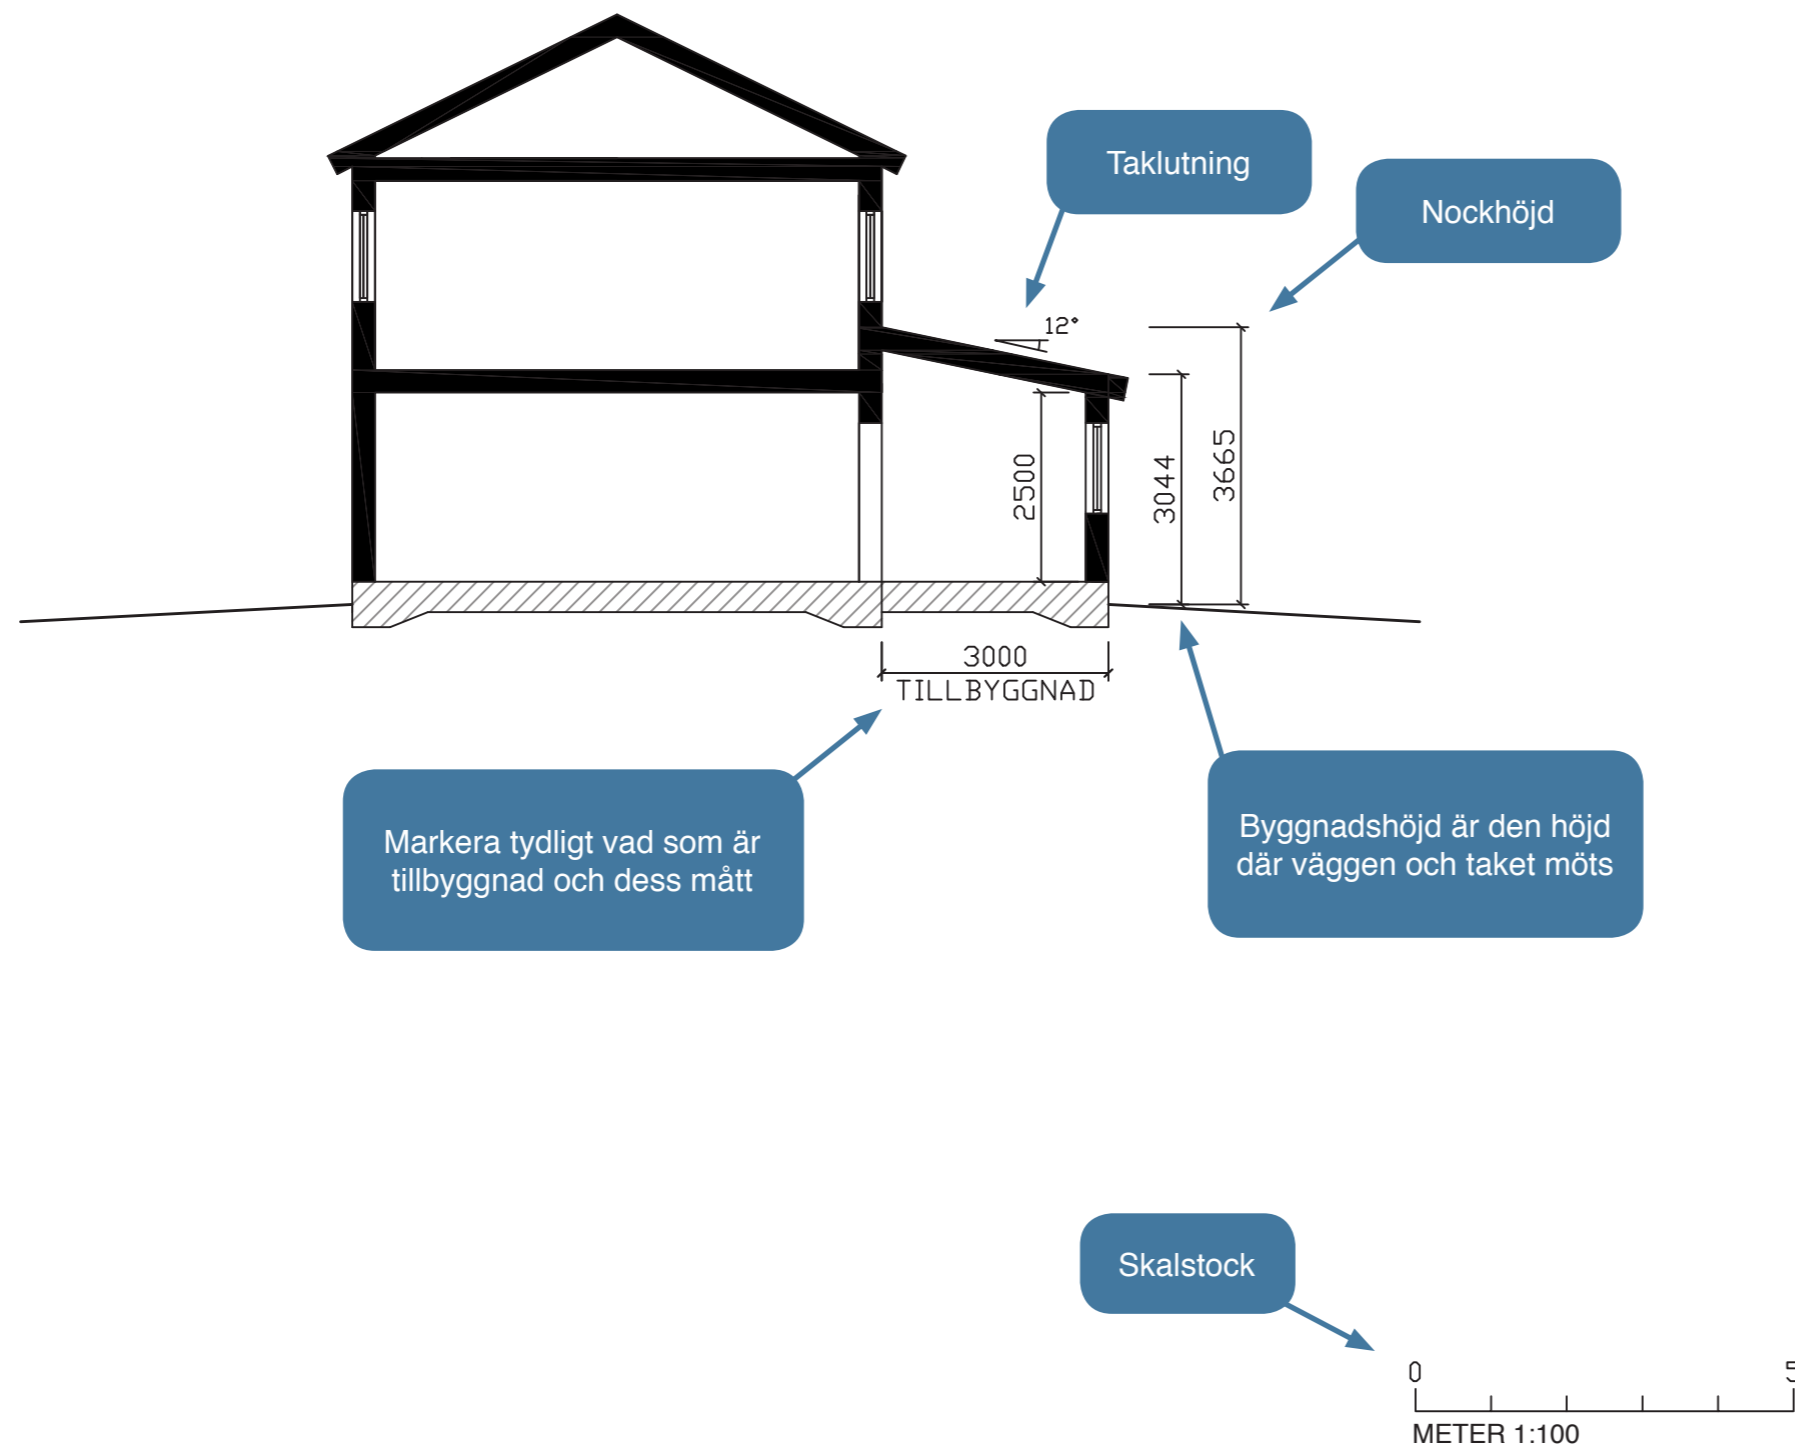 Taklutning
Nockhöjd
12°
2500
3044
3665
3000
TILLBYGGNAD
Markera tydligt vad som är
tillbyggnad och dess mått
Byggnadshöjd är den höjd
där väggen och taket möts
Skalstock
0 5
METER 1:100